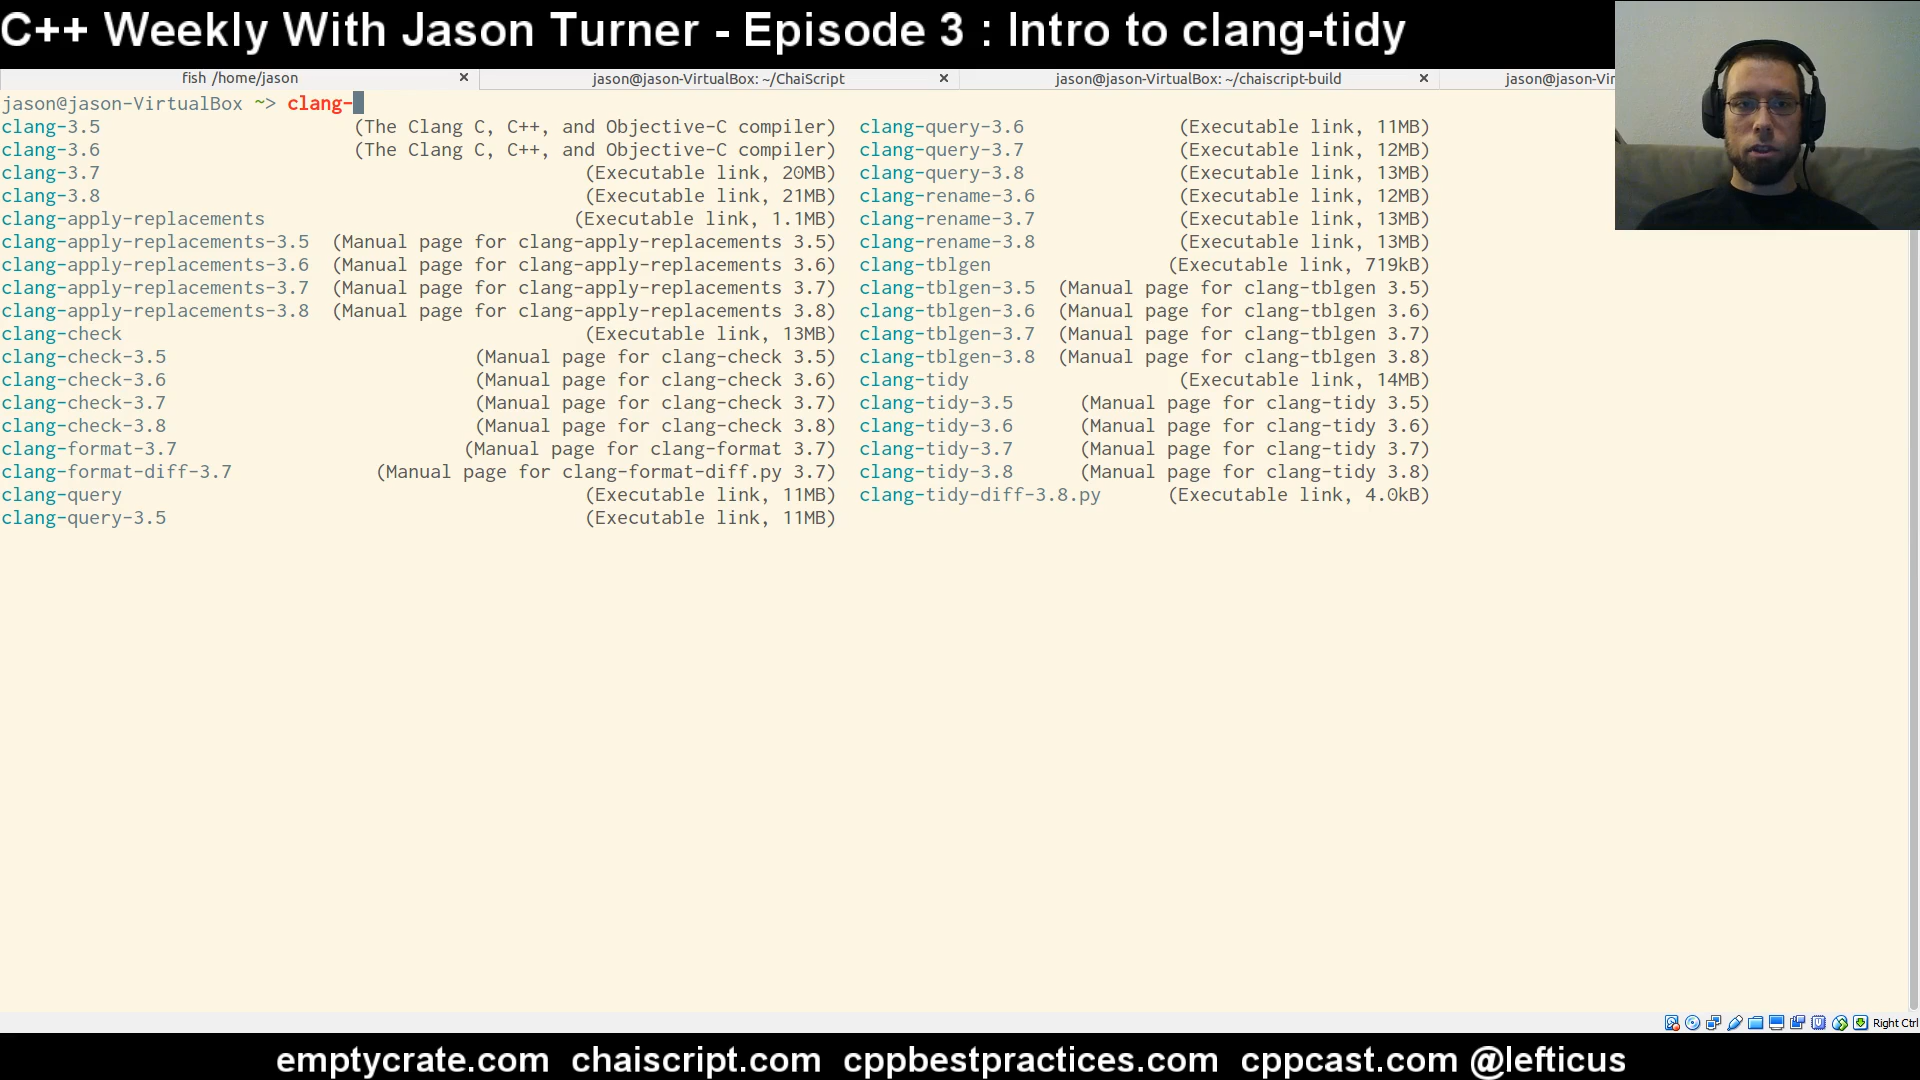 C++ Weekly With Jason Turner - Episode 3 : Intro to clang-tidy
fish /home/jason
jason@jason-VirtualBox: ~/ChaiScript
jason@jason-VirtualBox: ~/chaiscript-build
jason@jason-Vir
jason@jason-VirtualBox ~> clang-
clang-3.5 (The Clang C, C++, and Objective-C compiler) clang-query-3.6 (Executable link, 11MB)
clang-3.6 (The Clang C, C++, and Objective-C compiler) clang-query-3.7 (Executable link, 12MB)
clang-3.7 (Executable link, 20MB) clang-query-3.8 (Executable link, 13MB)
clang-3.8 (Executable link, 21MB) clang-rename-3.6 (Executable link, 12MB)
clang-apply-replacements (Executable link, 1.1MB) clang-rename-3.7 (Executable link, 13MB)
clang-apply-replacements-3.5 (Manual page for clang-apply-replacements 3.5) clang-rename-3.8 (Executable link, 13MB)
clang-apply-replacements-3.6 (Manual page for clang-apply-replacements 3.6) clang-tblgen (Executable link, 719kB)
clang-apply-replacements-3.7 (Manual page for clang-apply-replacements 3.7) clang-tblgen-3.5 (Manual page for clang-tblgen 3.5)
clang-apply-replacements-3.8 (Manual page for clang-apply-replacements 3.8) clang-tblgen-3.6 (Manual page for clang-tblgen 3.6)
clang-check (Executable link, 13MB) clang-tblgen-3.7 (Manual page for clang-tblgen 3.7)
clang-check-3.5 (Manual page for clang-check 3.5) clang-tblgen-3.8 (Manual page for clang-tblgen 3.8)
clang-check-3.6 (Manual page for clang-check 3.6) clang-tidy (Executable link, 14MB)
clang-check-3.7 (Manual page for clang-check 3.7) clang-tidy-3.5 (Manual page for clang-tidy 3.5)
clang-check-3.8 (Manual page for clang-check 3.8) clang-tidy-3.6 (Manual page for clang-tidy 3.6)
clang-format-3.7 (Manual page for clang-format 3.7) clang-tidy-3.7 (Manual page for clang-tidy 3.7)
clang-format-diff-3.7 (Manual page for clang-format-diff.py 3.7) clang-tidy-3.8 (Manual page for clang-tidy 3.8)
clang-query (Executable link, 11MB) clang-tidy-diff-3.8.py (Executable link, 4.0kB)
clang-query-3.5 (Executable link, 11MB)
Right Ctrl
emptycrate.com chaiscript.com cppbestpractices.com cppcast.com @lefticus